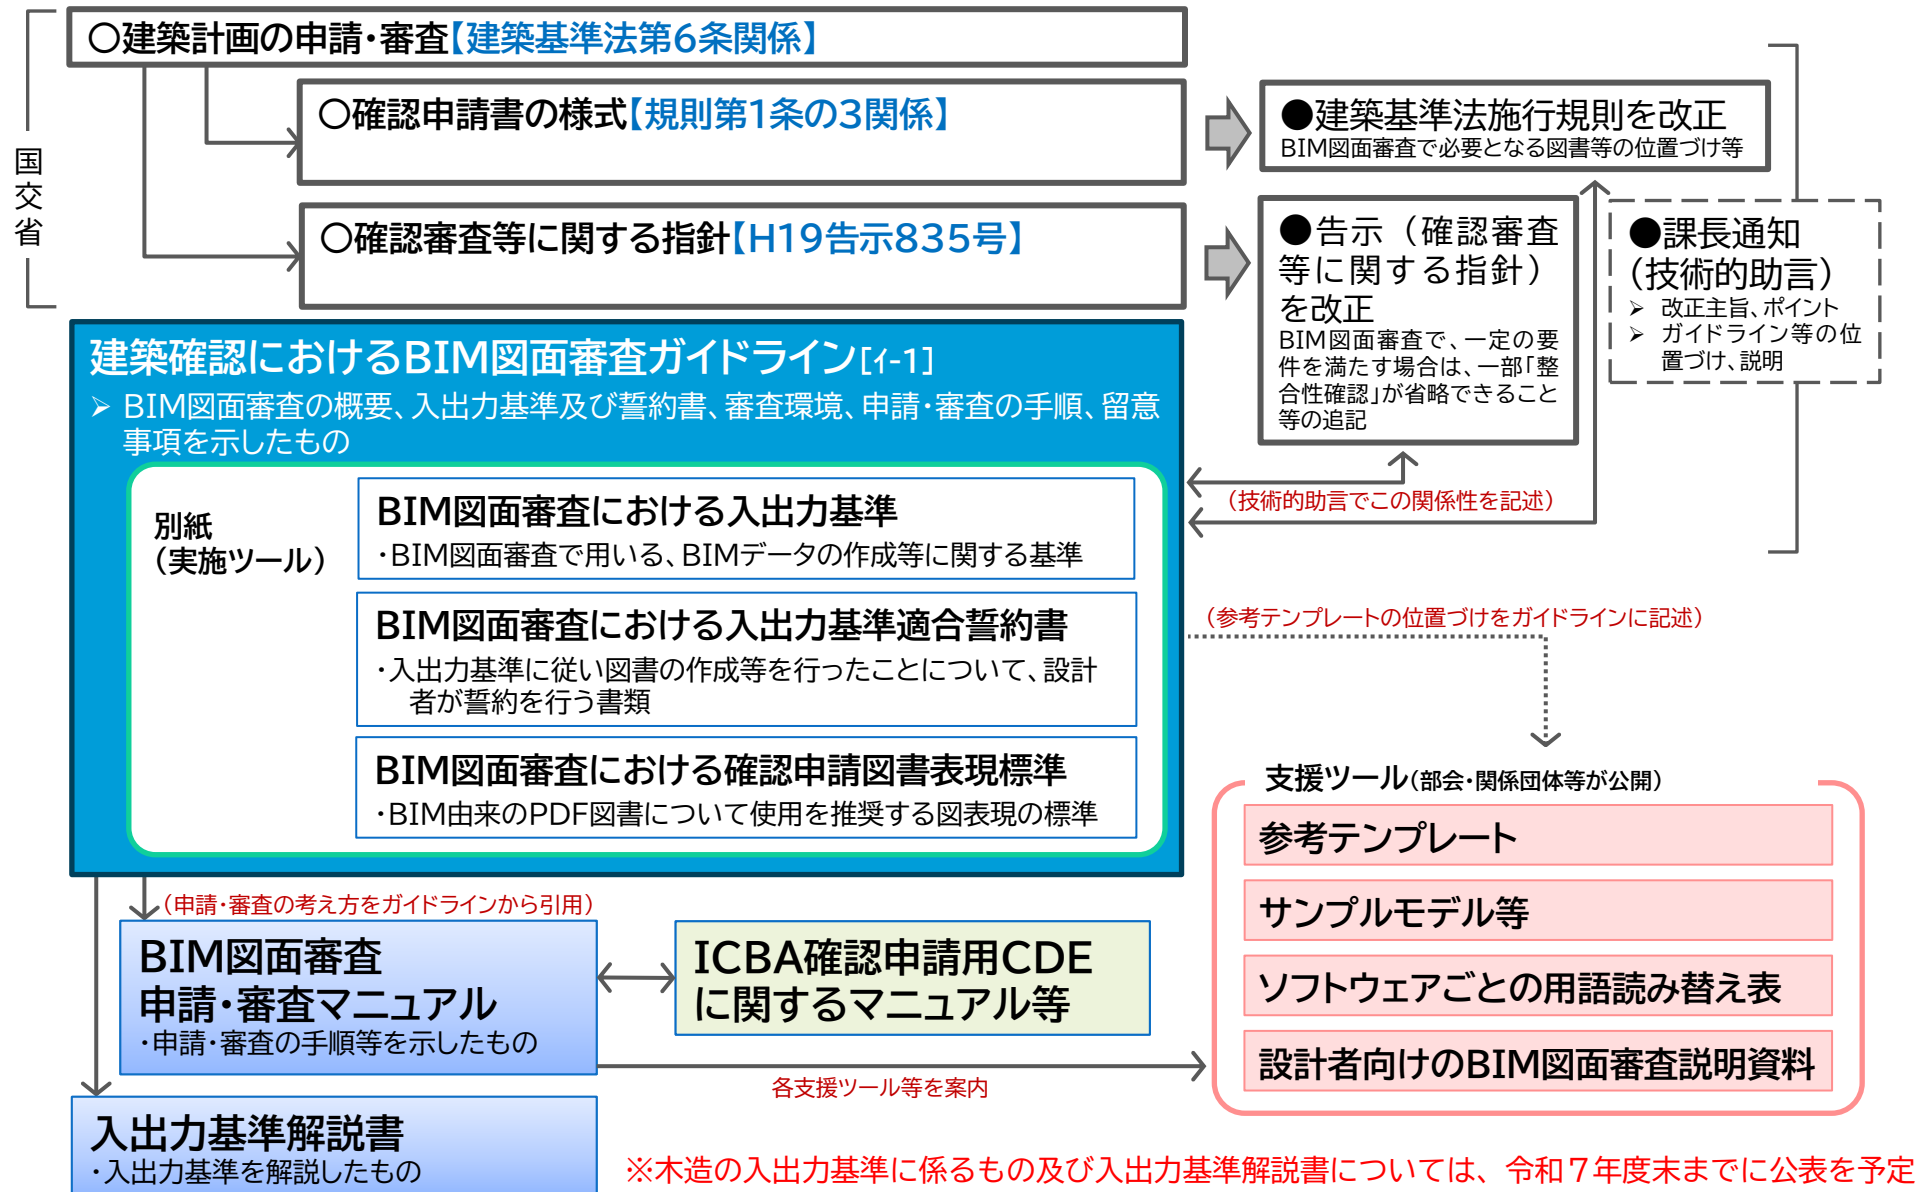 国交省
〇建築計画の申請・審査【建築基準法第6条関係】
〇確認申請書の様式【規則第1条の3関係】
●建築基準法施行規則を改正
BIM図面審査で必要となる図書等の位置づけ等
〇確認審査等に関する指針【H19告示835号】
●告示（確認審査
等に関する指針）
を改正
BIM図面審査で、一定の要
件を満たす場合は、一部「整
合性確認」が省略できること
等の追記
●課長通知
（技術的助言）
➢ 改正主旨、ポイント
➢ ガイドライン等の位
置づけ、説明
建築確認におけるBIM図面審査ガイドライン[ｲ-1]
➢ BIM図面審査の概要、入出力基準及び誓約書、審査環境、申請・審査の手順、留意
事項を示したもの
別紙
（実施ツール）
BIM図面審査における入出力基準
・BIM図面審査で用いる、BIMデータの作成等に関する基準
（技術的助言でこの関係性を記述）
BIM図面審査における入出力基準適合誓約書
・入出力基準に従い図書の作成等を行ったことについて、設計
者が誓約を行う書類
（参考テンプレートの位置づけをガイドラインに記述）
BIM図面審査における確認申請図書表現標準
・BIM由来のPDF図書について使用を推奨する図表現の標準
支援ツール（部会・関係団体等が公開）
参考テンプレート
サンプルモデル等
ソフトウェアごとの用語読み替え表
設計者向けのBIM図面審査説明資料
（申請・審査の考え方をガイドラインから引用）
BIM図面審査
申請・審査マニュアル
・申請・審査の手順等を示したもの
ICBA確認申請用CDE
に関するマニュアル等
各支援ツール等を案内
入出力基準解説書
・入出力基準を解説したもの
※木造の入出力基準に係るもの及び入出力基準解説書については、令和７年度末までに公表を予定